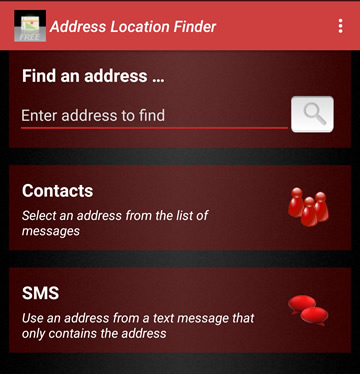 FREE
Address Location Finder
Find an address ...
Enter address to find
Contacts
Select an address from the list of
messages
SMS
Use an address from a text message that
only contains the address